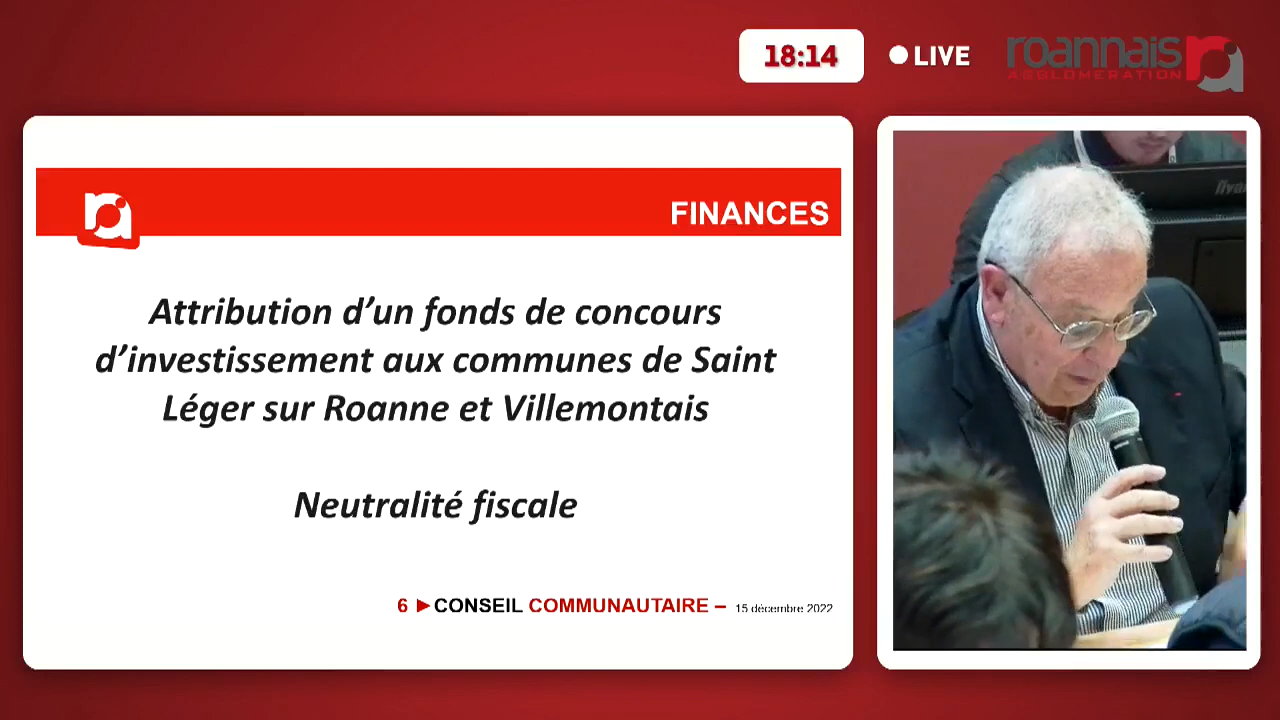 18:14
LIVE
roannais
AGGLOMÉRATION
FINANCES
Attribution d’un fonds de concours
d’investissement aux communes de Saint
Léger sur Roanne et Villemontais
Neutralité fiscale
6 ►CONSEIL COMMUNAUTAIRE – 15 décembre 2022